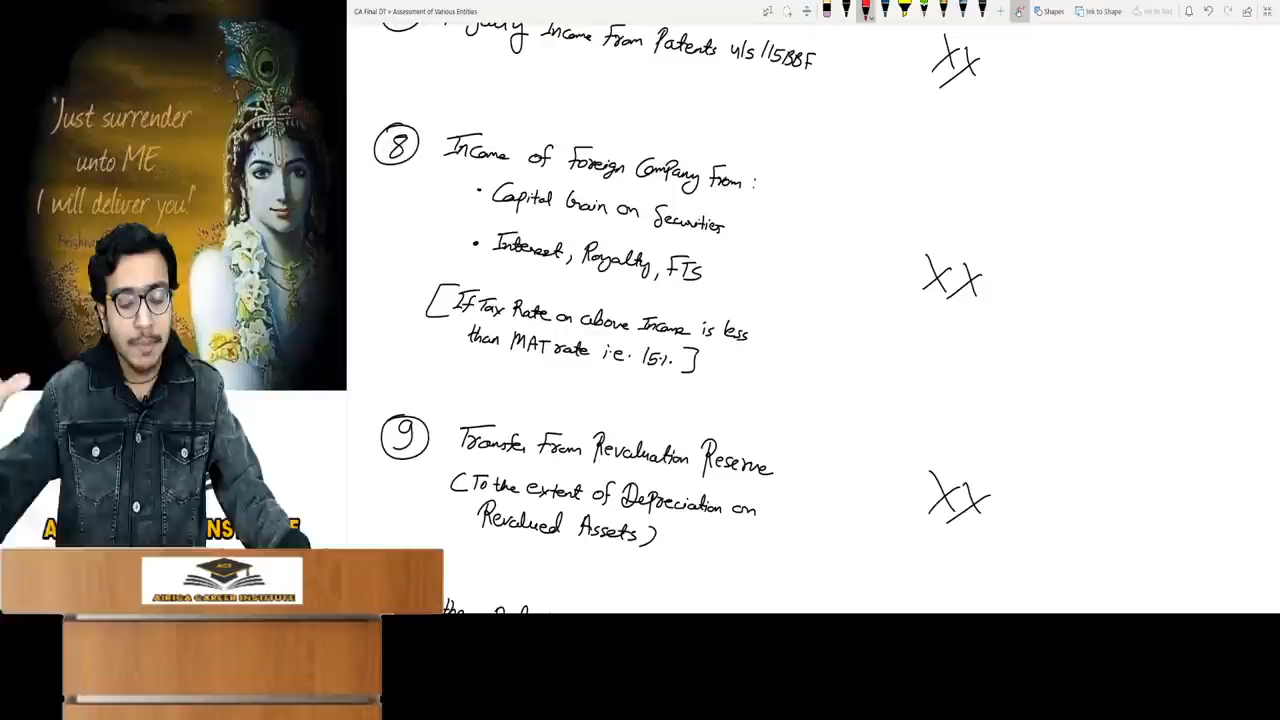 CA Final DT » Assessment of Various Entities
Shapes
Ink to Shape
Ink to Text
"Just surrender
unto ME
I will deliver you!"
Income From Patents u/s 115BBF
XX
8 Income of Foreign Company From :
• Capital Gain on Securities
• Interest, Royalty, FTS
XX
[If Tax Rate on above Income is less
than MAT rate i.e. 15%.]
9 Transfer From Revaluation Reserve
(To the extent of Depreciation on
Revalued Assets)
XX
ACI
AIRICA CAREER INSTITUTE
the